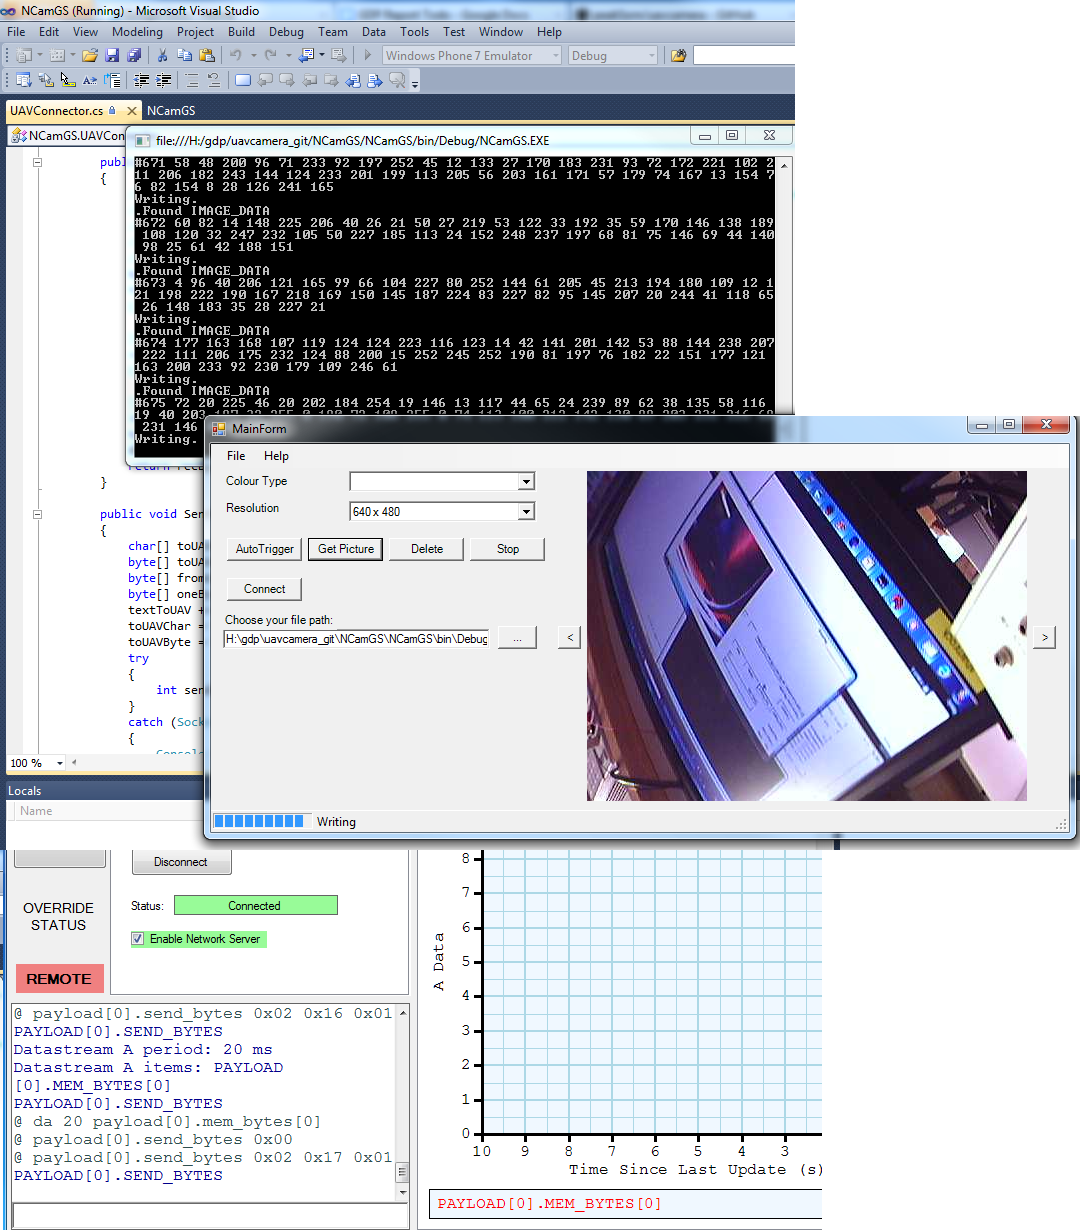 NCamGS (Running) - Microsoft Visual Studio
File Edit View Modeling Project Build Debug Team Data Tools Test Window Help
Windows Phone 7 Emulator Debug
UAVConnector.cs NCamGS
NCamGS.UAVCon
file:///H:/gdp/uavcamera_git/NCamGS/NCamGS/bin/Debug/NCamGS.EXE
#671 58 48 200 96 71 233 92 197 252 45 12 133 27 170 183 231 93 72 172 221 102 2
11 206 182 243 144 124 233 201 199 113 205 56 203 161 171 57 179 74 167 13 154 7
6 82 154 8 28 126 241 165
Writing.
.Found IMAGE_DATA
#672 60 82 14 148 225 206 40 26 21 50 27 219 53 122 33 192 35 59 170 146 138 189
108 120 32 247 232 105 50 227 185 113 24 152 248 237 197 68 81 75 146 69 44 140
98 25 61 42 188 151
Writing.
.Found IMAGE_DATA
#673 4 96 40 206 121 165 99 66 104 227 80 252 144 61 205 45 213 194 180 109 12 1
21 198 222 190 167 218 169 150 145 187 224 83 227 82 95 145 207 20 244 41 118 65
26 148 183 35 28 227 21
Writing.
.Found IMAGE_DATA
#674 177 163 168 107 119 124 124 223 116 123 14 42 141 201 142 53 88 144 238 207
222 111 206 175 232 124 88 200 15 252 245 252 190 81 197 76 182 22 151 177 121
163 200 233 92 230 179 109 246 61
Writing.
.Found IMAGE_DATA
#675 72 20 225 46 20 202 184 254 19 146 13 117 44 65 24 239 89 62 38 135 58 116
19 40 203
231 146
Writing.
publ
{
}
public void Sen
{
char[] toUA
byte[] toUA
byte[] from
byte[] oneB
textToUAV +
toUAVChar =
toUAVByte =
try
{
int sen
}
catch (Sock
{
Console
100 %
Locals
Name
MainForm
File Help
Colour Type
Resolution 640 x 480
AutoTrigger Get Picture Delete Stop
Connect
Choose your file path:
H:\gdp\uavcamera_git\NCamGS\NCamGS\bin\Debug ... < >
Writing
Disconnect
OVERRIDE
STATUS
REMOTE
Status: Connected
Enable Network Server
@ payload[0].send_bytes 0x02 0x16 0x01
PAYLOAD[0].SEND_BYTES
Datastream A period: 20 ms
Datastream A items: PAYLOAD
[0].MEM_BYTES[0]
PAYLOAD[0].SEND_BYTES
@ da 20 payload[0].mem_bytes[0]
@ payload[0].send_bytes 0x00
@ payload[0].send_bytes 0x02 0x17 0x01
PAYLOAD[0].SEND_BYTES
A Data
8
7
6
5
4
3
2
1
0
10 9 8 7 6 5 4 3
Time Since Last Update (s)
PAYLOAD[0].MEM_BYTES[0]